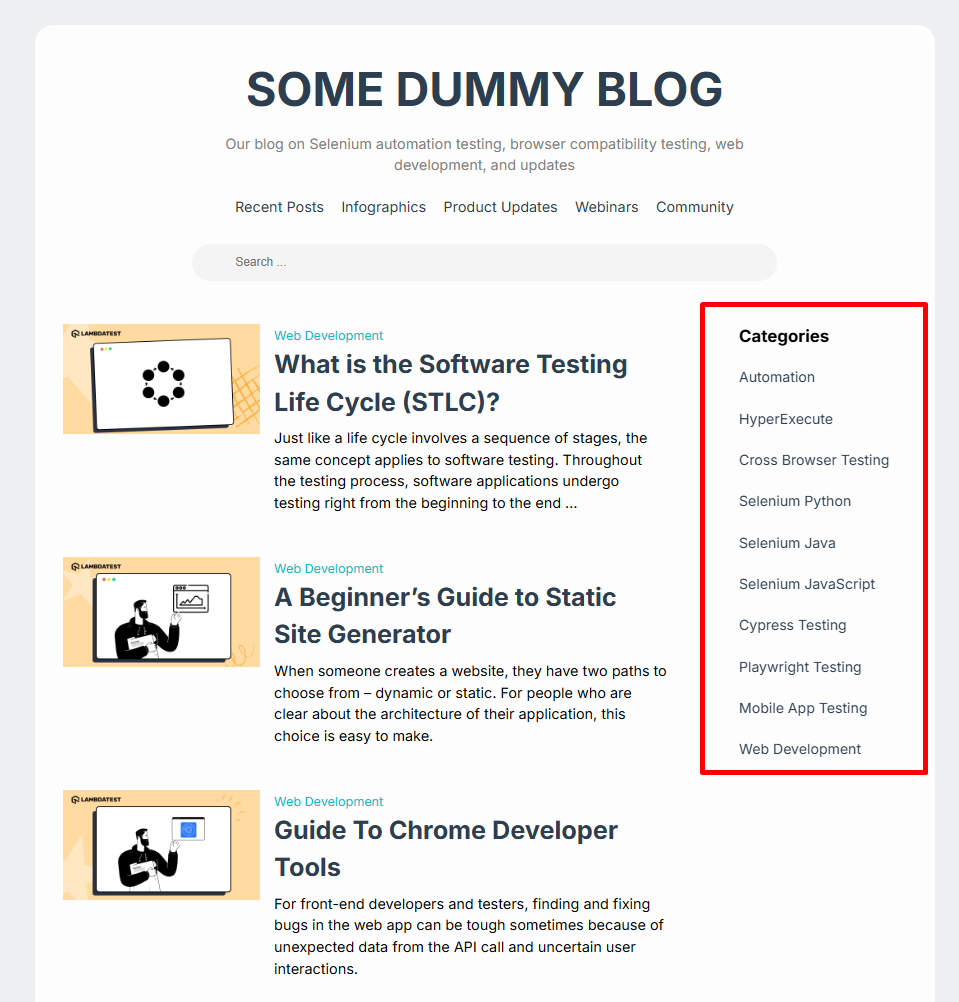 SOME DUMMY BLOG
Our blog on Selenium automation testing, browser compatibility testing, web
development, and updates
Recent Posts Infographics Product Updates Webinars Community
Search ...
LAMBDATEST
Web Development
What is the Software Testing
Life Cycle (STLC)?
Just like a life cycle involves a sequence of stages, the
same concept applies to software testing. Throughout
the testing process, software applications undergo
testing right from the beginning to the end ...
LAMBDATEST
Web Development
A Beginner’s Guide to Static
Site Generator
When someone creates a website, they have two paths to
choose from – dynamic or static. For people who are
clear about the architecture of their application, this
choice is easy to make.
LAMBDATEST
Web Development
Guide To Chrome Developer
Tools
For front-end developers and testers, finding and fixing
bugs in the web app can be tough sometimes because of
unexpected data from the API call and uncertain user
interactions.
Categories
Automation
HyperExecute
Cross Browser Testing
Selenium Python
Selenium Java
Selenium JavaScript
Cypress Testing
Playwright Testing
Mobile App Testing
Web Development